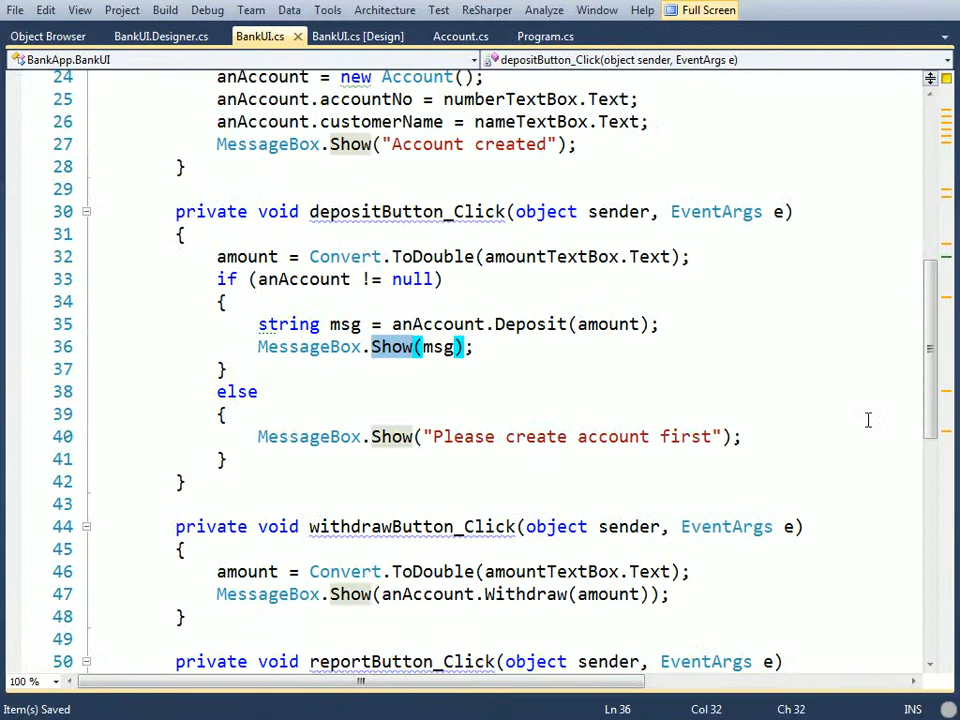 File Edit View Project Build Debug Team Data Tools Architecture Test ReSharper Analyze Window Help Full Screen
Object Browser BankUI.Designer.cs BankUI.cs BankUI.cs [Design] Account.cs Program.cs
BankApp.BankUI depositButton_Click(object sender, EventArgs e)
24 anAccount = new Account();
25 anAccount.accountNo = numberTextBox.Text;
26 anAccount.customerName = nameTextBox.Text;
27 MessageBox.Show("Account created");
28 }
29
30 private void depositButton_Click(object sender, EventArgs e)
31 {
32 amount = Convert.ToDouble(amountTextBox.Text);
33 if (anAccount != null)
34 {
35 string msg = anAccount.Deposit(amount);
36 MessageBox.Show(msg);
37 }
38 else
39 {
40 MessageBox.Show("Please create account first");
41 }
42 }
43
44 private void withdrawButton_Click(object sender, EventArgs e)
45 {
46 amount = Convert.ToDouble(amountTextBox.Text);
47 MessageBox.Show(anAccount.Withdraw(amount));
48 }
49
50 private void reportButton_Click(object sender, EventArgs e)
100 %
Item(s) Saved Ln 36 Col 32 Ch 32 INS